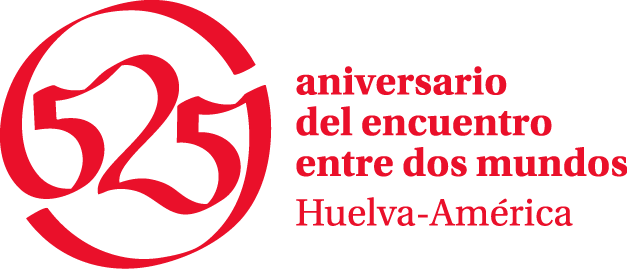 525
aniversario
del encuentro
entre dos mundos
Huelva-América